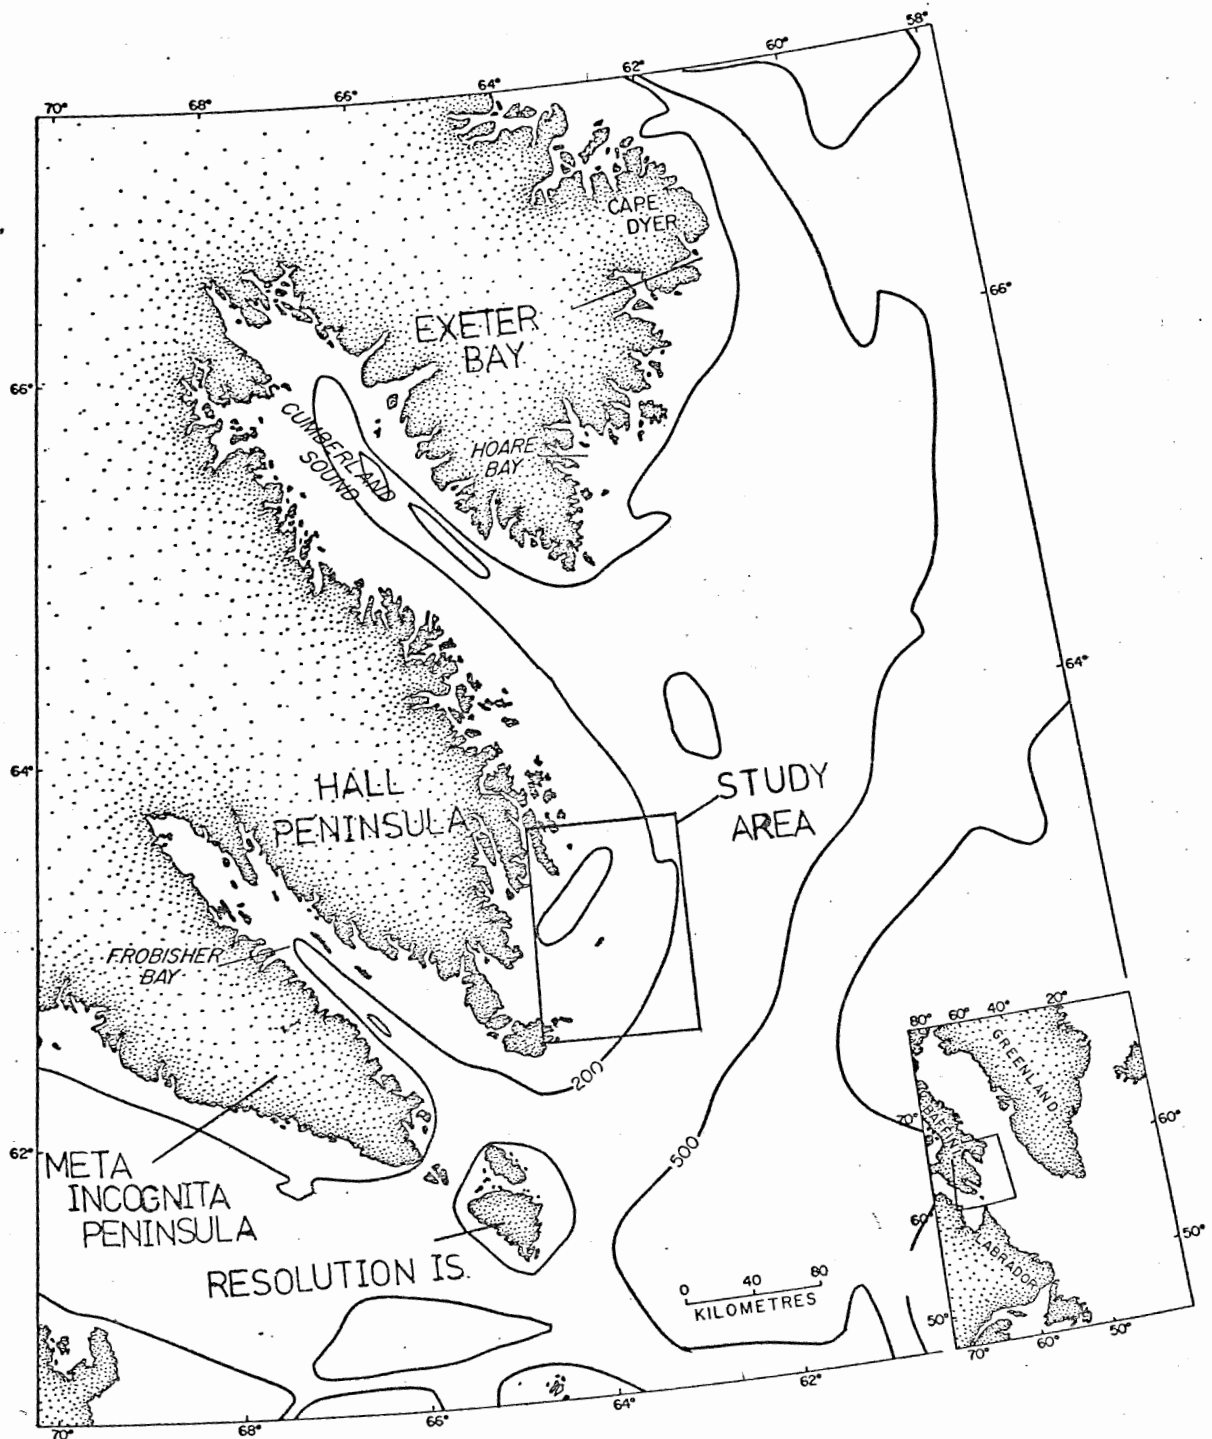 70°
68°
66°
64°
62°
60°
58°
CAPE
DYER
66°
EXETER
BAY
66°
CUMBERLAND
SOUND
HOARE
BAY
64°
64°
HALL
PENINSULA
STUDY
AREA
FROBISHER
BAY
200
500
62°
META
INCOGNITA
PENINSULA
RESOLUTION IS.
0 40 80
KILOMETRES
70°
68°
66°
64°
62°
80°
60°
40°
20°
GREENLAND
70°
BAFFIN
60°
60°
50°
LABRADOR
50°
70°
60°
50°